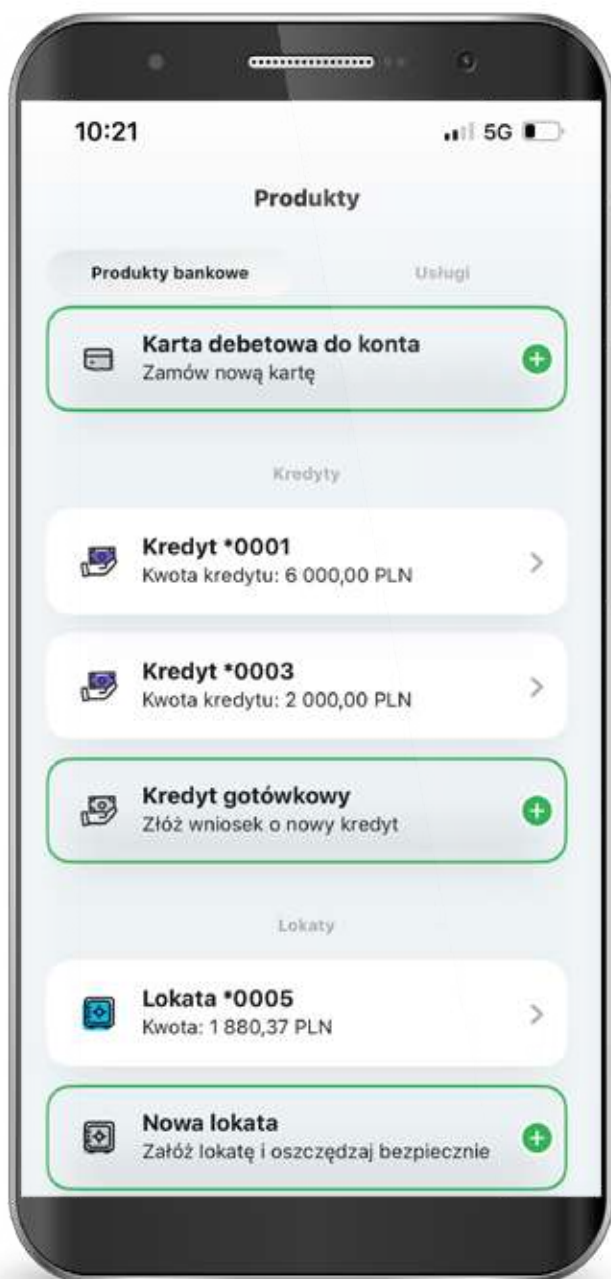 10:21 5G
Produkty
Produkty bankowe Usługi
Karta debetowa do konta
Zamów nową kartę
Kredyty
Kredyt *0001
Kwota kredytu: 6 000,00 PLN
Kredyt *0003
Kwota kredytu: 2 000,00 PLN
Kredyt gotówkowy
Złóż wniosek o nowy kredyt
Lokaty
Lokata *0005
Kwota: 1 880,37 PLN
Nowa lokata
Załóż lokatę i oszczędzaj bezpiecznie